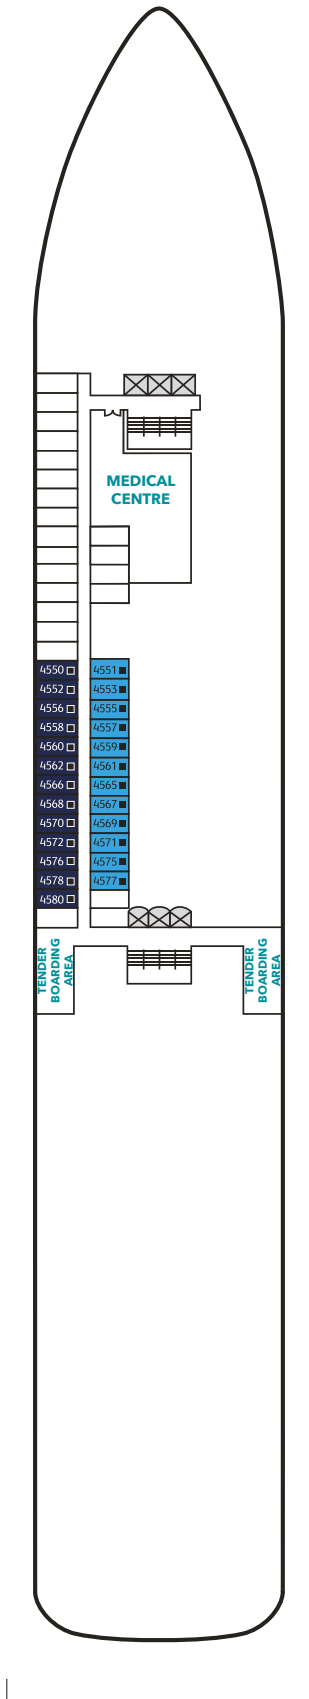 MEDICAL
CENTRE
4550 4551
4552 4553
4556 4555
4558 4557
4560 4559
4562 4561
4566 4565
4568 4567
4570 4569
4572 4571
4576 4575
4578 4577
4580
TENDER
BOARDING
AREA
TENDER
BOARDING
AREA